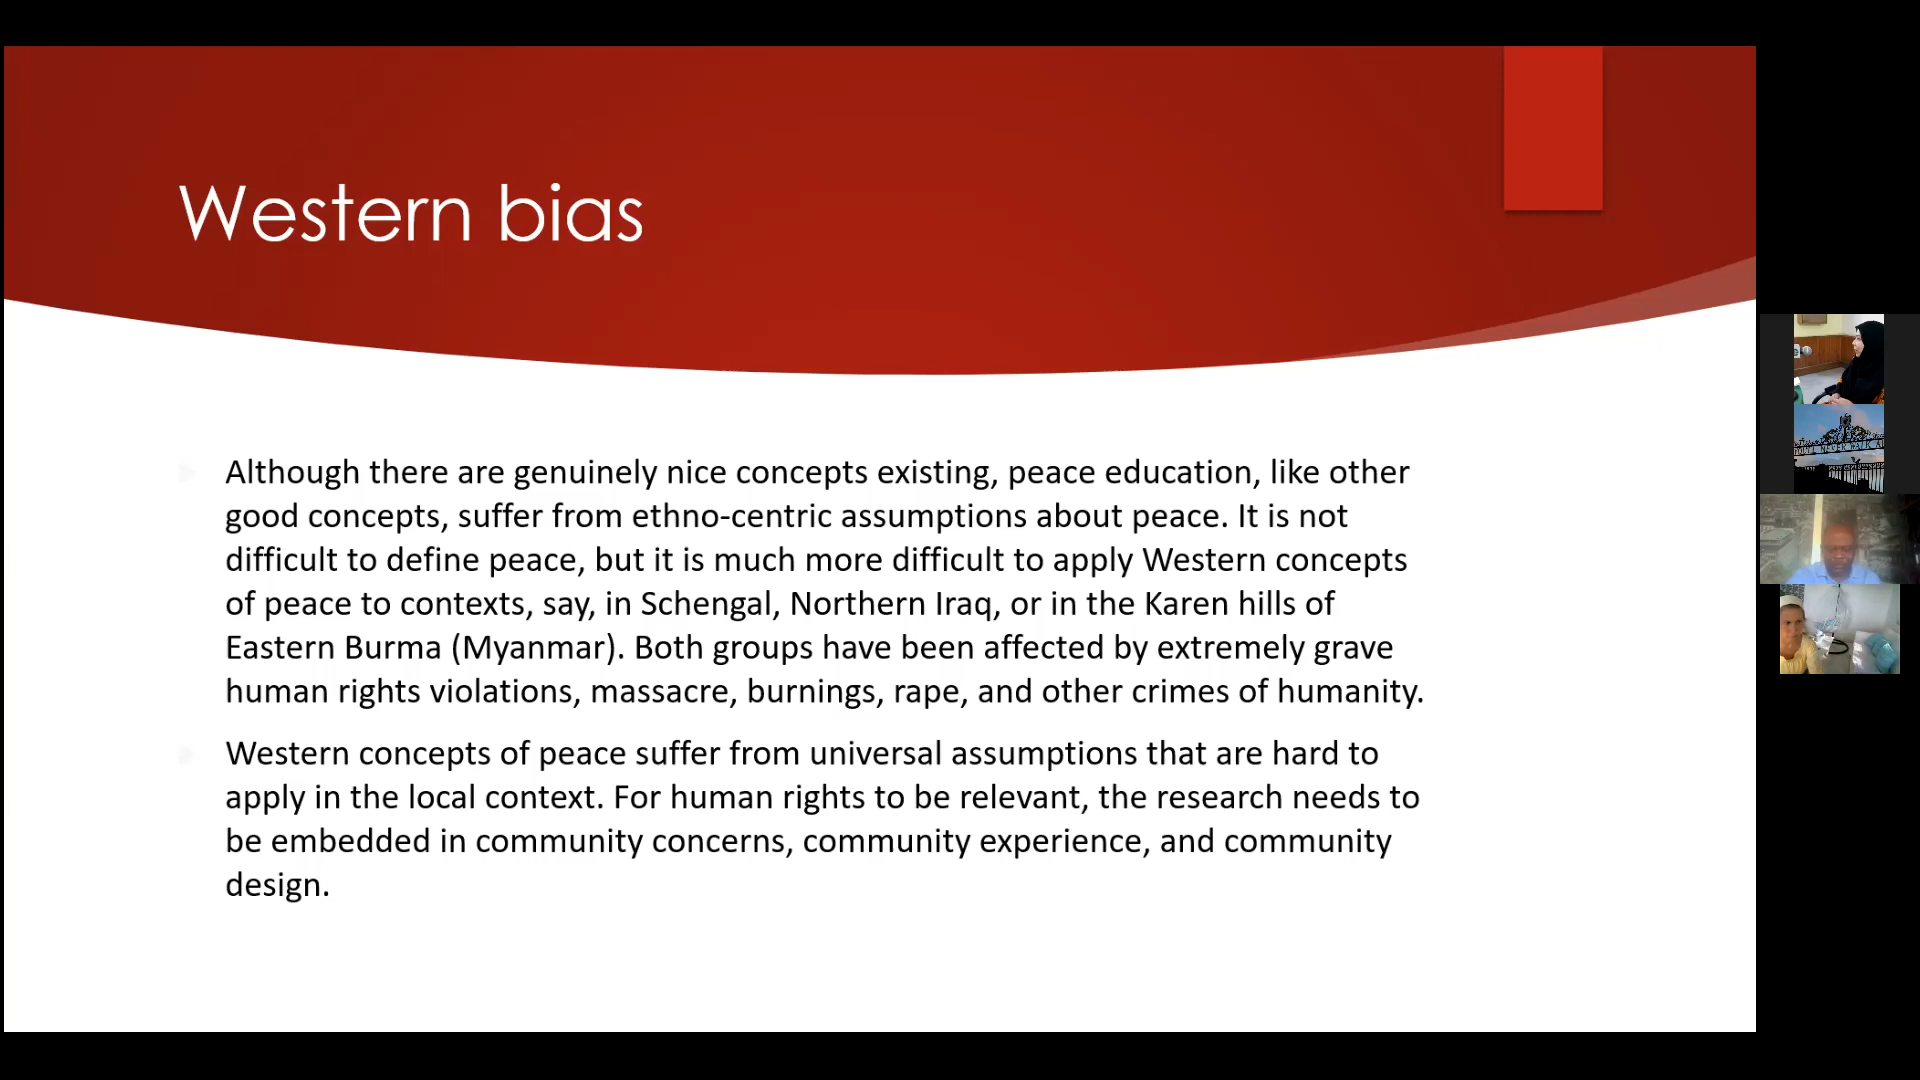 Western bias
Although there are genuinely nice concepts existing, peace education, like other
good concepts, suffer from ethno-centric assumptions about peace. It is not
difficult to define peace, but it is much more difficult to apply Western concepts
of peace to contexts, say, in Schengal, Northern Iraq, or in the Karen hills of
Eastern Burma (Myanmar). Both groups have been affected by extremely grave
human rights violations, massacre, burnings, rape, and other crimes of humanity.
Western concepts of peace suffer from universal assumptions that are hard to
apply in the local context. For human rights to be relevant, the research needs to
be embedded in community concerns, community experience, and community
design.